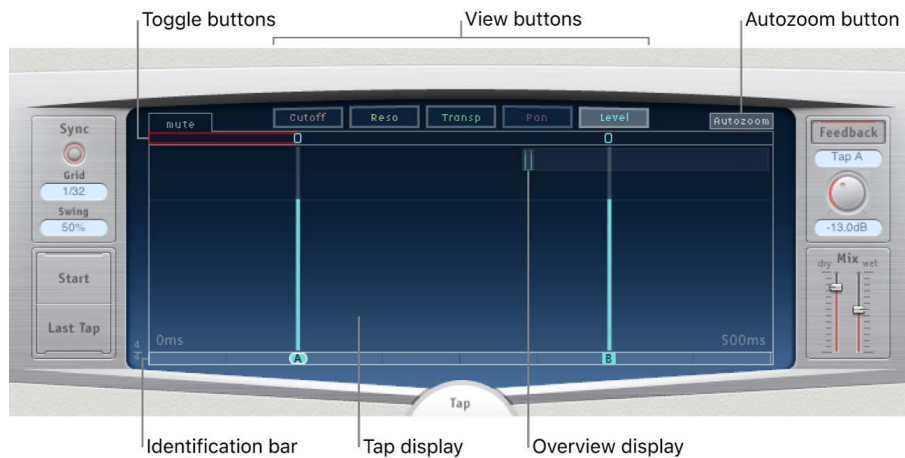 Toggle buttons
View buttons
Autozoom button
mute
Cutoff
Reso
Transp
Pan
Level
Autozoom
Sync
Grid
1/32
Swing
50%
Start
Last Tap
Feedback
Tap A
-13.0dB
dry Mix wet
0ms
500ms
4
4
A
B
Tap
Identification bar
Tap display
Overview display